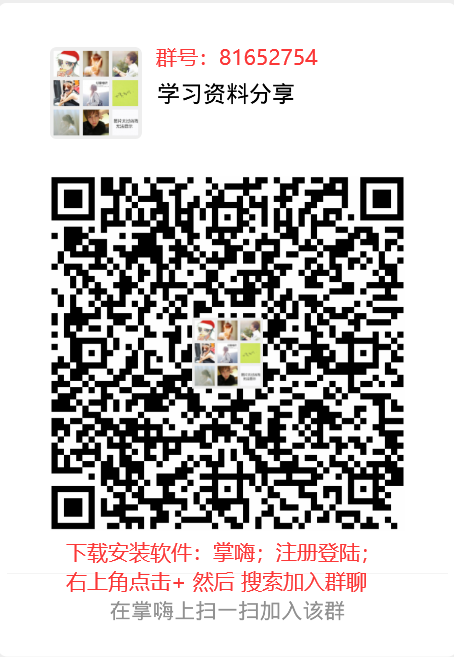 群号：81652754
学习资料分享
下载安装软件：掌嗨；注册登陆；
右上角点击+ 然后 搜索加入群聊
在掌嗨上扫一扫加入该群